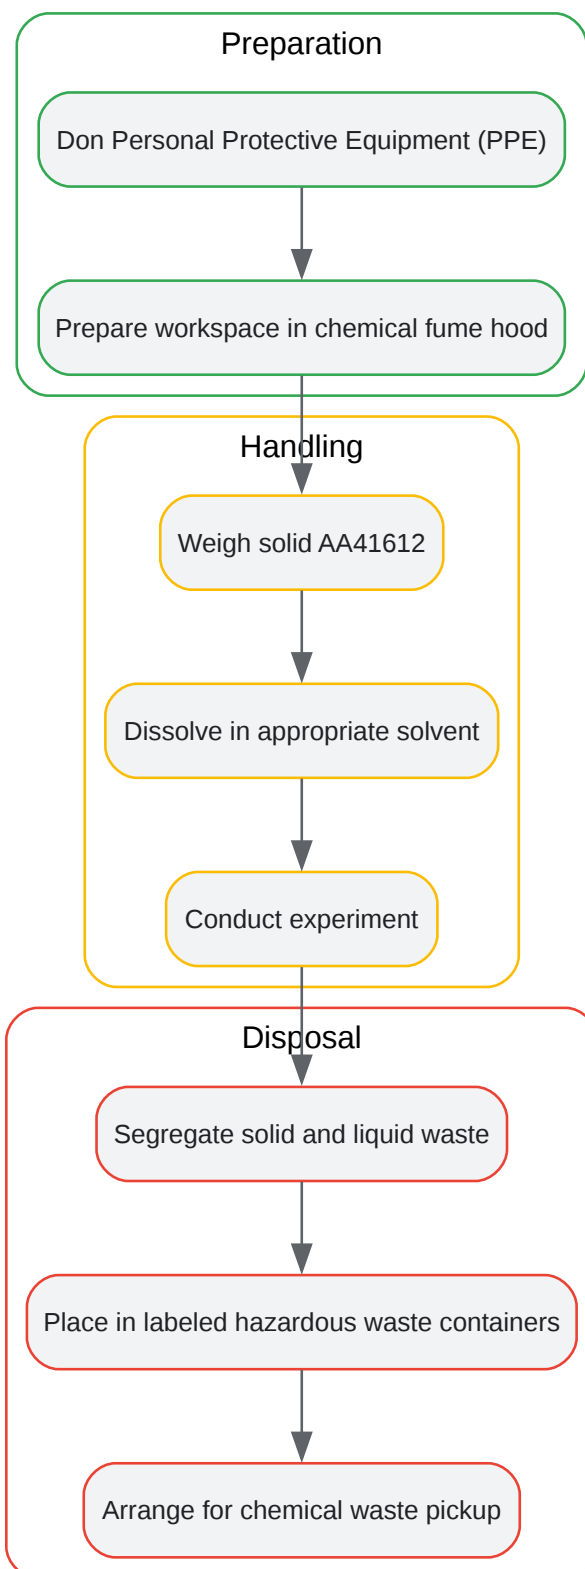 Preparation
Don Personal Protective Equipment (PPE)
Prepare workspace in chemical fume hood
Handling
Weigh solid AA41612
Dissolve in appropriate solvent
Conduct experiment
Disposal
Segregate solid and liquid waste
Place in labeled hazardous waste containers
Arrange for chemical waste pickup